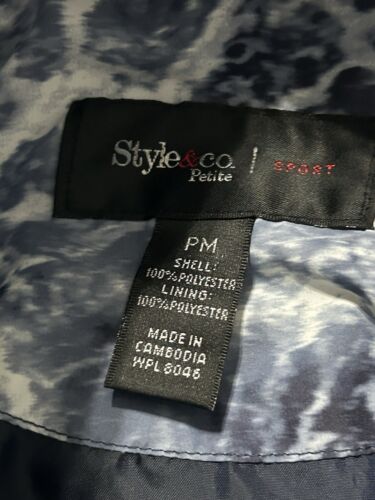 Style&co. | SPORT
Petite
PM
SHELL:
100%POLYESTER
LINING:
100%POLYESTER
MADE IN
CAMBODIA
WPL 8046